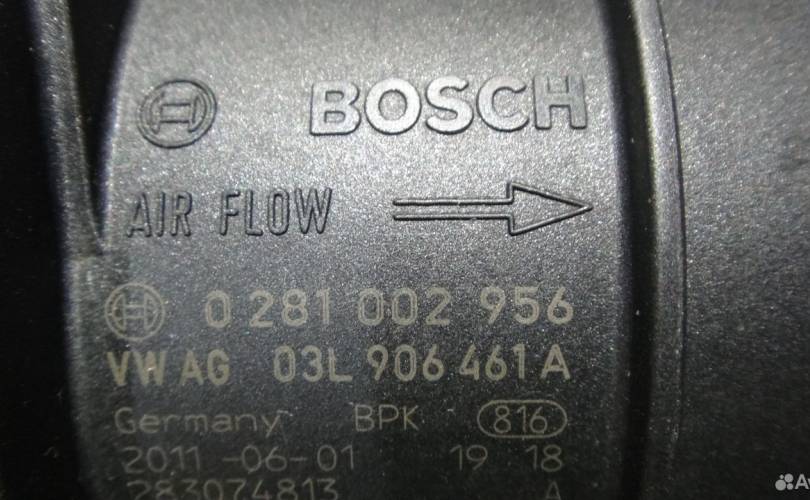 BOSCH
AIR FLOW
0 281 002 956
VW AG 03L 906 461 A
Germany BPK 816
2011-06-01 19 18
283074813 A